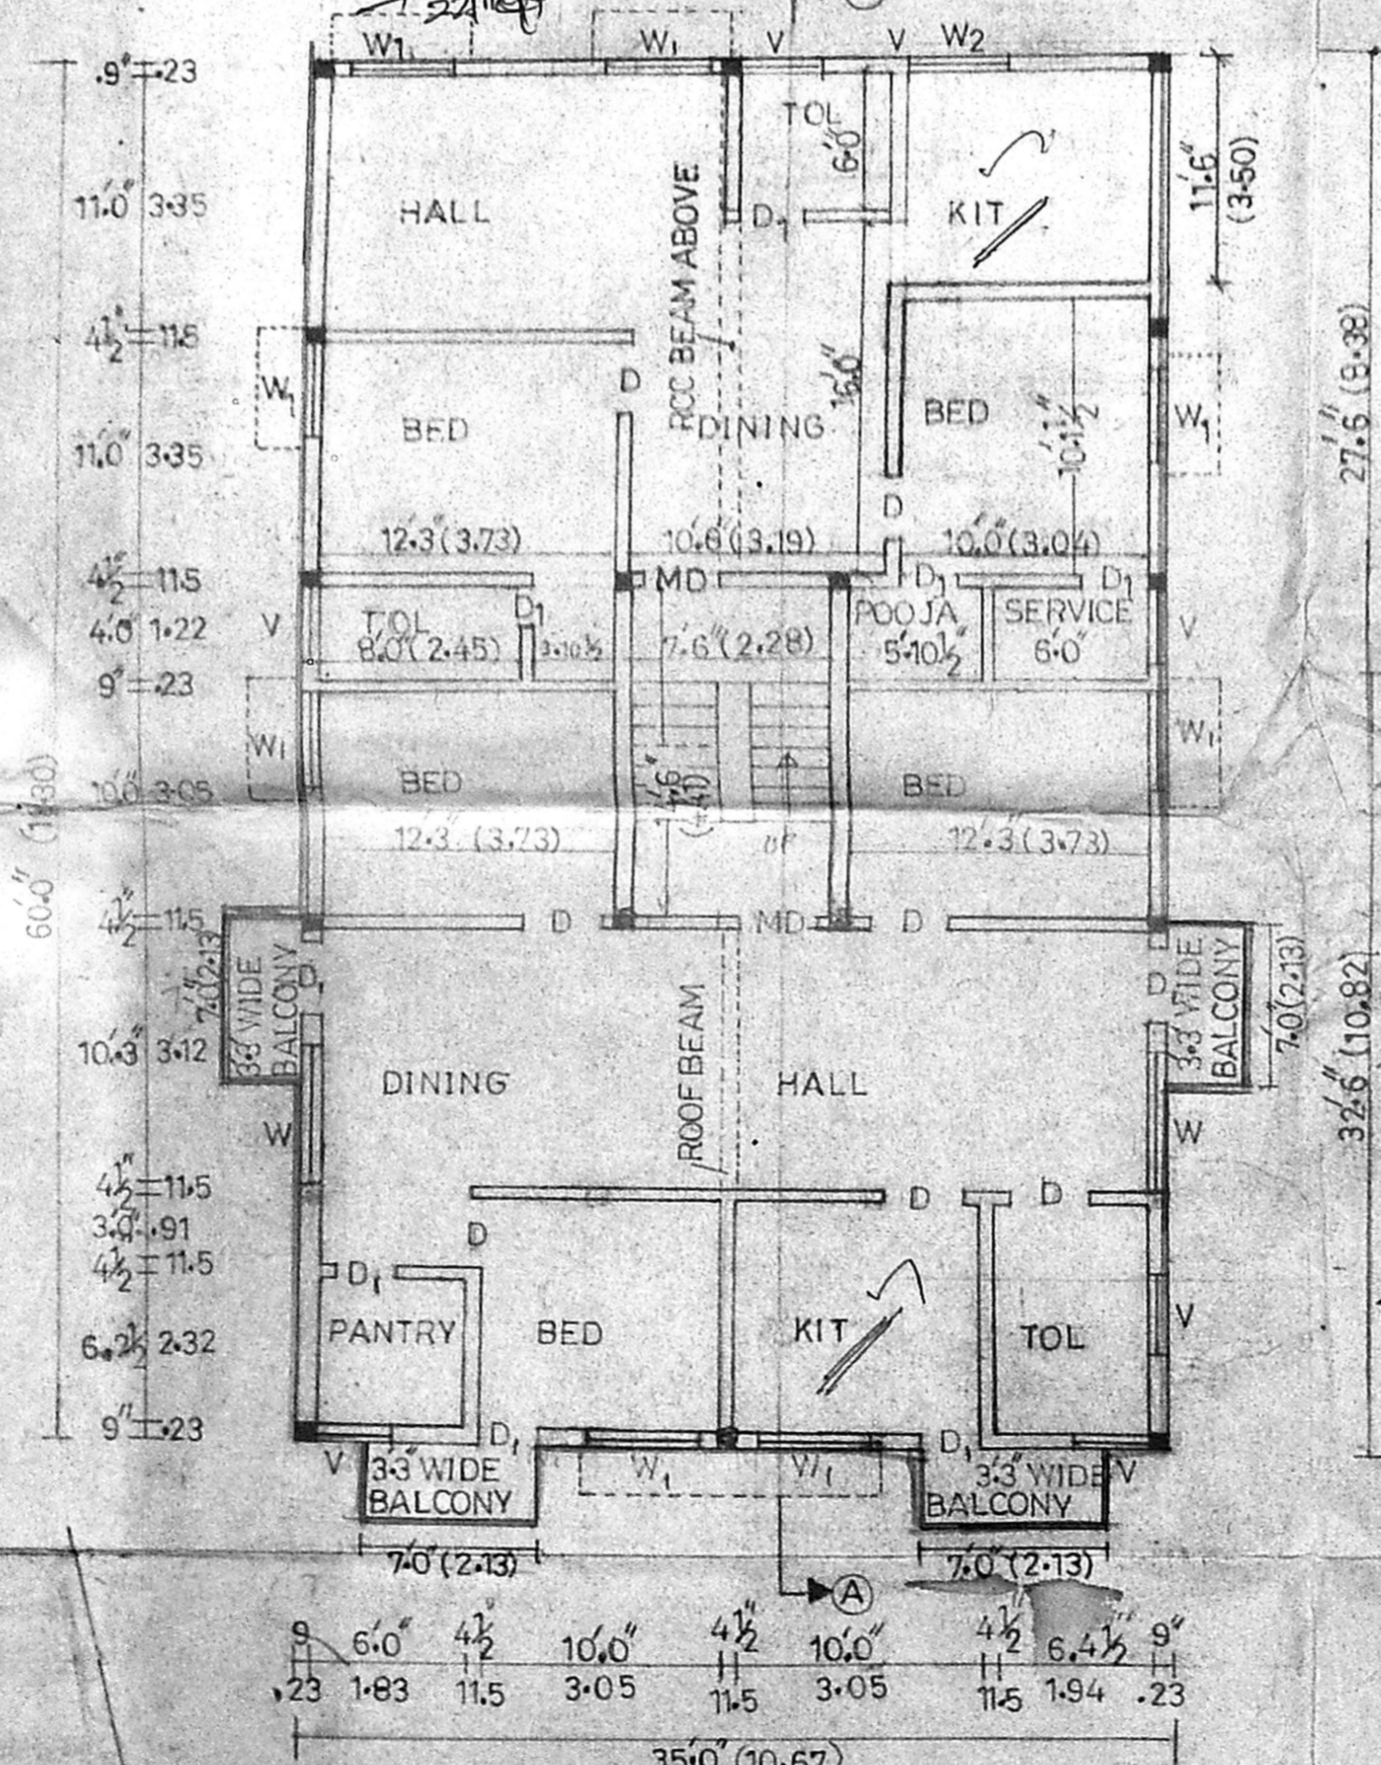 W1 W1 V V W2
.9" .23
TOL
6'.0"
11'.6"
(3.50)
11'.0" 3.35
HALL
KIT
D1
RCC BEAM ABOVE
4½" 11.5
27'.6" (8.38)
W1
D
BED
16'.0"
DINING
BED
10'.1½"
W1
11'.0" 3.35
D
12'.3" (3.73)
(3.19)
10'.0" (3.04)
4½" 11.5
MD
D1
D1
4'.0" 1.22
V
TOL
8'.0" (2.45)
D1
3'.10½
7'.6" (2.28)
POOJA
5'.10½"
SERVICE
6'.0"
V
9" .23
W1
W1
10'.0" 3.05
BED
BED
12'.3" (3.73)
UP
12'.3" (3.73)
60'.0"
4½" 11.5
D
MD
D
7'.0" (2.13)
3'.3" WIDE
BALCONY
D1
D
3'.3" WIDE
BALCONY
7'.0" (2.13)
10'.3" 3.12
DINING
ROOF BEAM
HALL
32'.6" (10.82)
W
W
4½" 11.5
D
D
3'.0" .91
D
4½ 11.5
D1
6'.2½ 2.32
PANTRY
BED
KIT
TOL
V
9" .23
D1
D1
V
3'.3" WIDE
BALCONY
W1
W1
3'.3" WIDE
BALCONY
V
7'.0" (2.13)
7'.0" (2.13)
A
9 6'.0" 4½" 10'.0" 4½" 10'.0" 4½" 6'.4½" 9"
.23 1.83 11.5 3.05 11.5 3.05 11.5 1.94 .23
35'.0" (10.67)